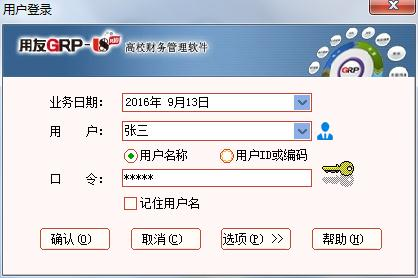 用户登录
用友GRP-U8 高校财务管理软件
GRP
业务日期: 2016年 9月13日
用 户: 张三
用户名称 用户ID或编码
口 令: *****
记住用户名
确认(O) 取消(C) 选项(P) >> 帮助(H)